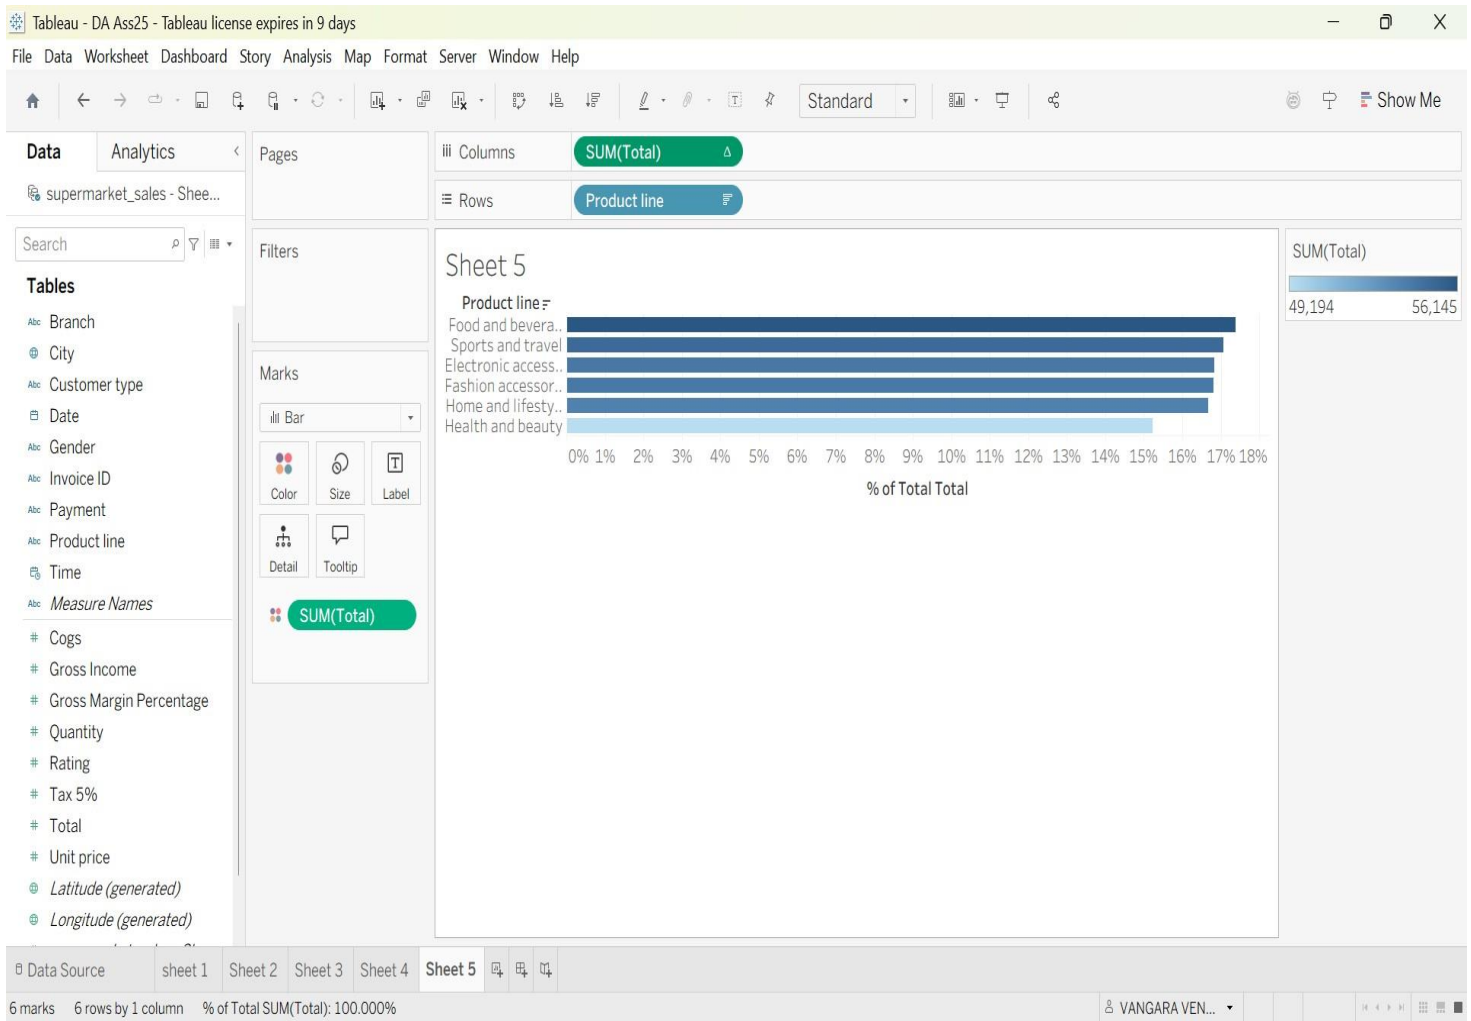 Tableau - DA Ass25 - Tableau license expires in 9 days
File Data Worksheet Dashboard Story Analysis Map Format Server Window Help
Standard
Show Me
Data Analytics
supermarket_sales - Shee...
Search
Tables
Abc Branch
City
Abc Customer type
Date
Abc Gender
Abc Invoice ID
Abc Payment
Abc Product line
Time
Abc Measure Names
# Cogs
# Gross Income
# Gross Margin Percentage
# Quantity
# Rating
# Tax 5%
# Total
# Unit price
Latitude (generated)
Longitude (generated)
Pages
Filters
Marks
Bar
Color Size Label
Detail Tooltip
SUM(Total)
Columns SUM(Total)
Rows Product line
Sheet 5
Product line
Food and bevera..
Sports and travel
Electronic access..
Fashion accessor..
Home and lifesty..
Health and beauty
0% 1% 2% 3% 4% 5% 6% 7% 8% 9% 10% 11% 12% 13% 14% 15% 16% 17% 18%
% of Total Total
SUM(Total)
49,194 56,145
Data Source sheet 1 Sheet 2 Sheet 3 Sheet 4 Sheet 5
6 marks 6 rows by 1 column % of Total SUM(Total): 100.000%
VANGARA VEN...